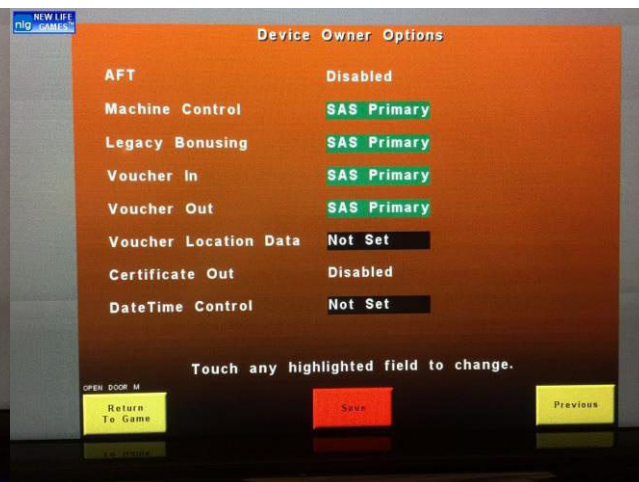 nlg NEW LIFE GAMES
Device Owner Options
AFT Disabled
Machine Control SAS Primary
Legacy Bonusing SAS Primary
Voucher In SAS Primary
Voucher Out SAS Primary
Voucher Location Data Not Set
Certificate Out Disabled
DateTime Control Not Set
Touch any highlighted field to change.
OPEN DOOR M
Return
To Game
Save
Previous